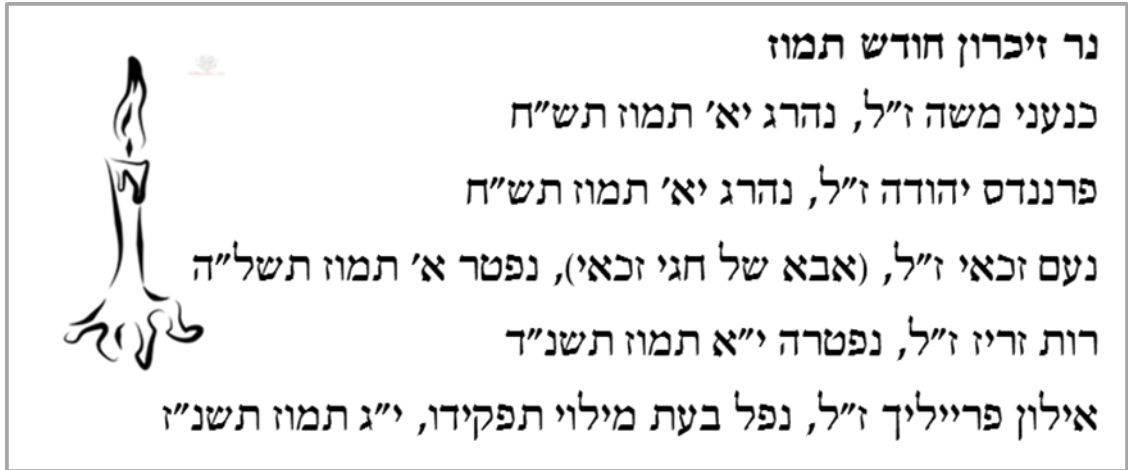 נר זיכרון חודש תמוז
כנעני משה ז״ל, נהרג יא׳ תמוז תש״ח
פרננדס יהודה ז״ל, נהרג יא׳ תמוז תש״ח
נעם זכאי ז״ל, (אבא של חגי זכאי), נפטר א׳ תמוז תשל״ה
רות זריז ז״ל, נפטרה י״א תמוז תשנ״ד
אילון פרייליך ז״ל, נפל בעת מילוי תפקידו, י״ג תמוז תשנ״ז